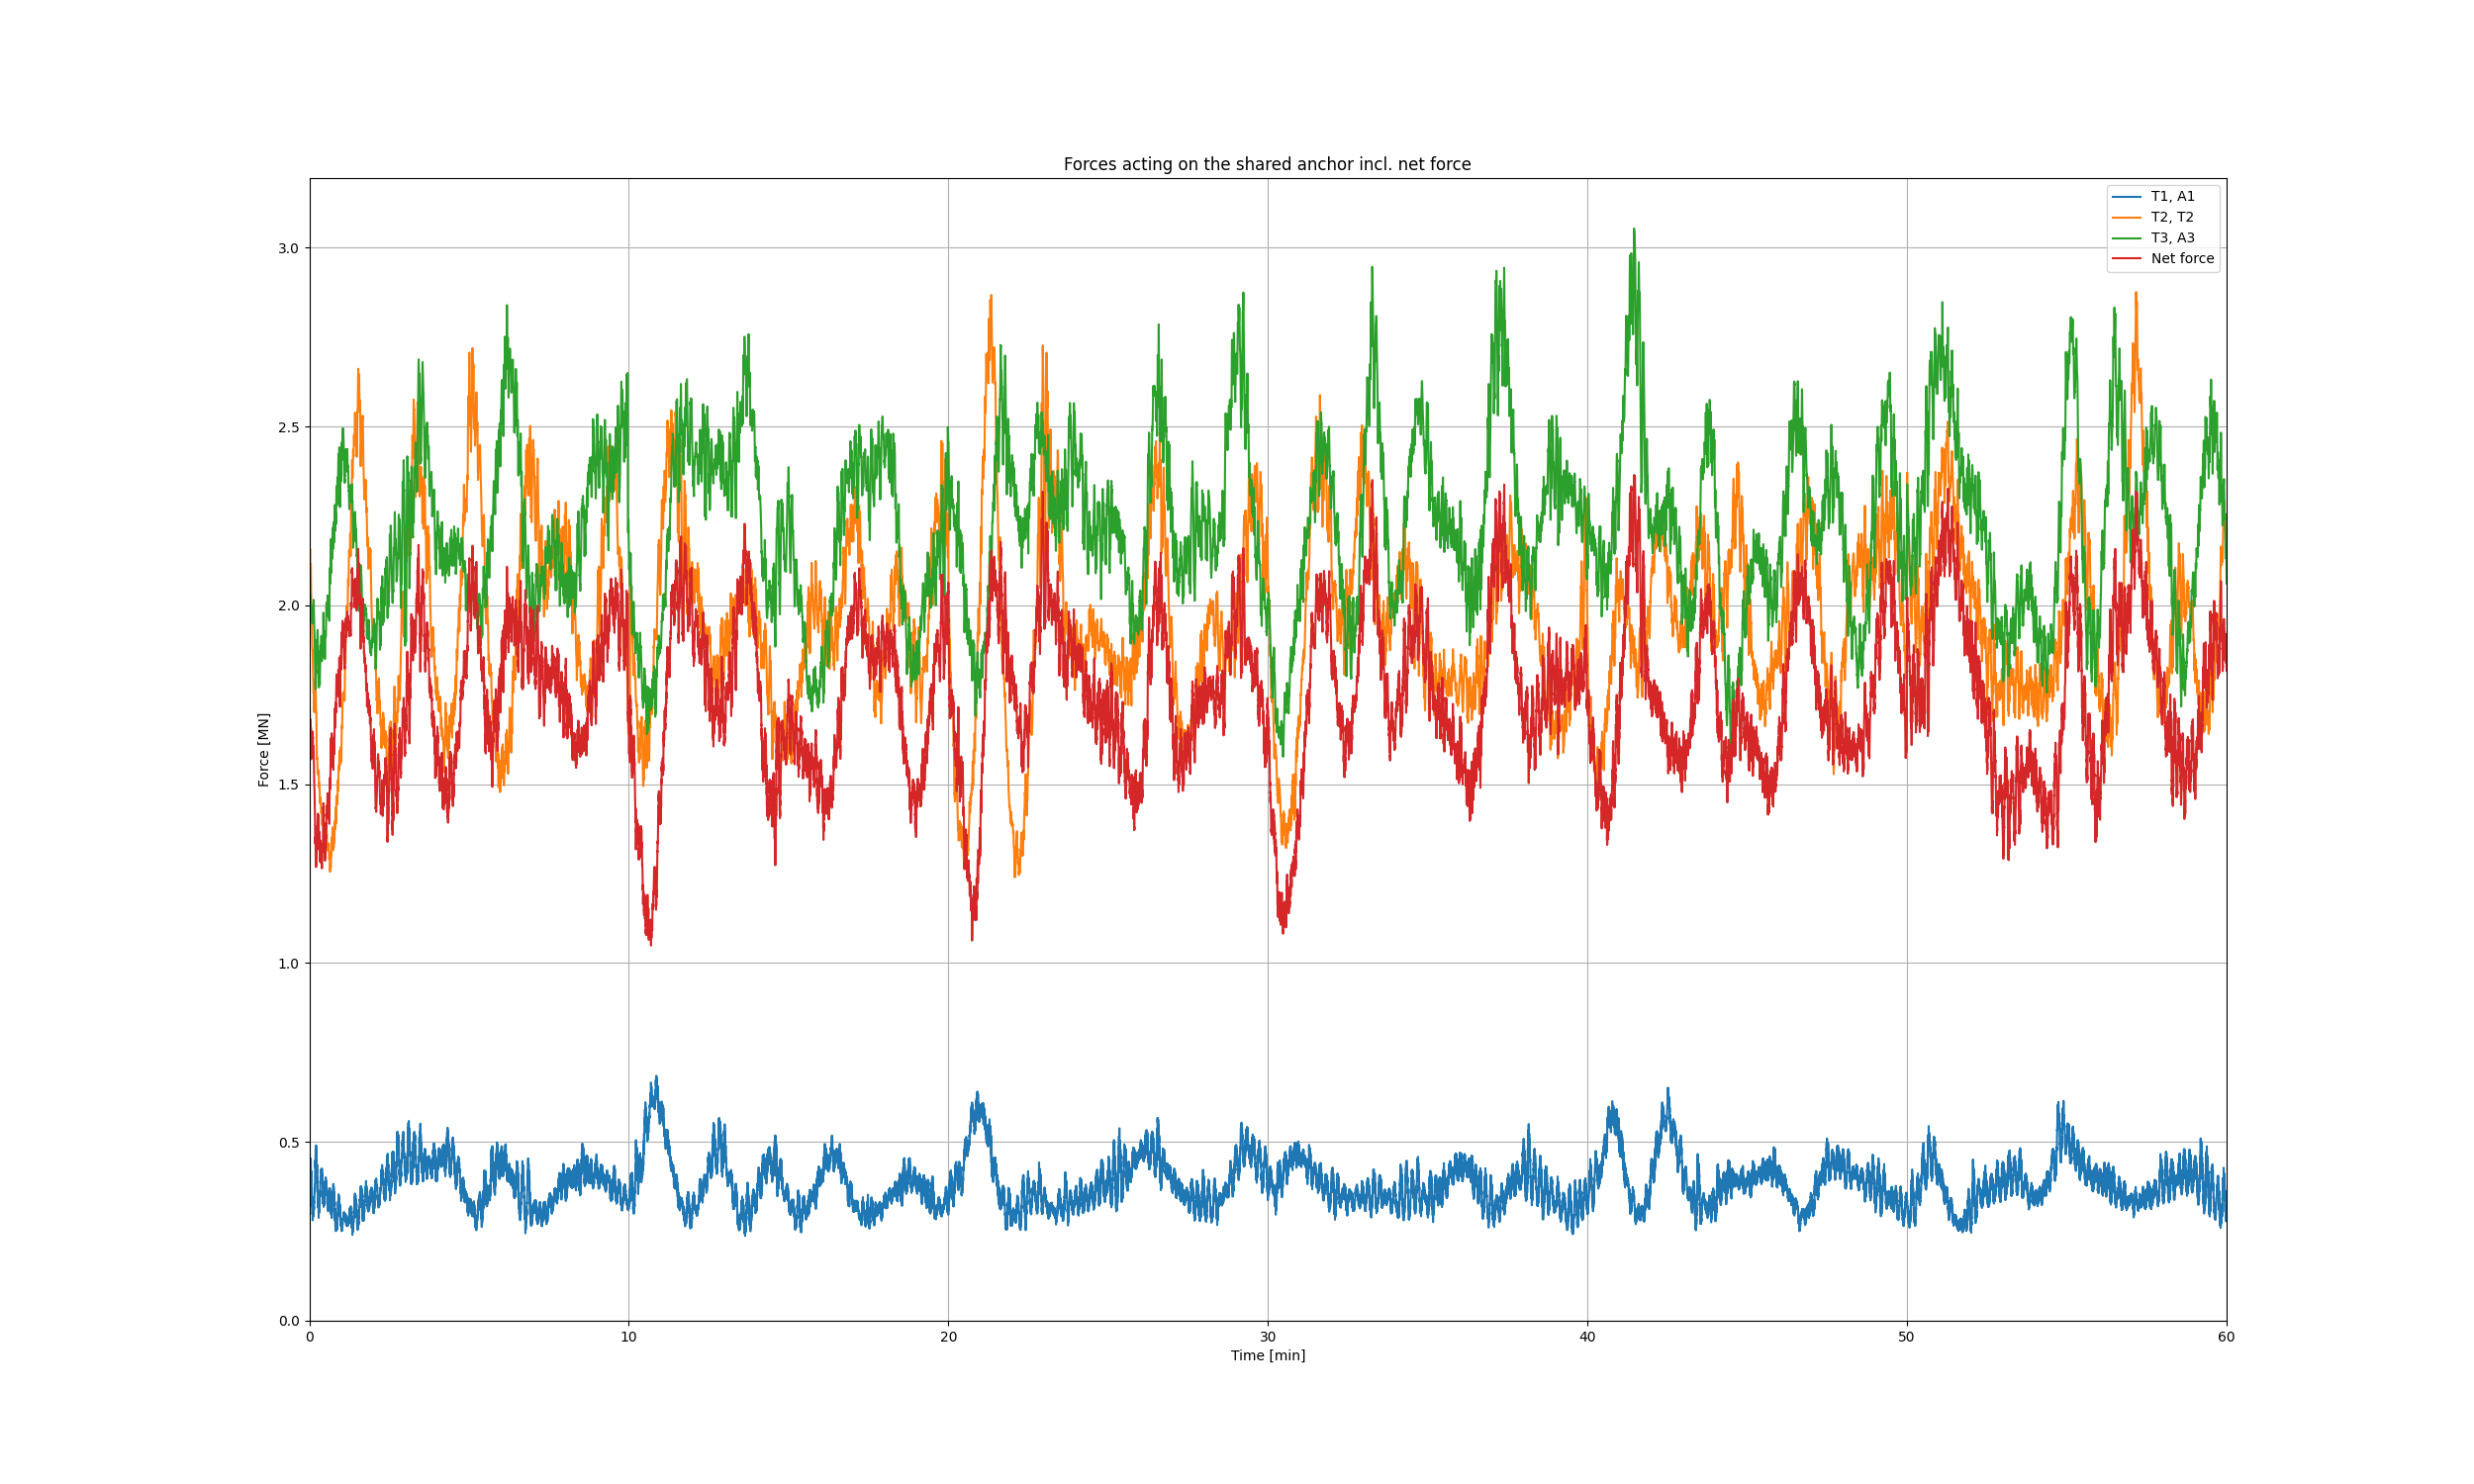 Forces acting on the shared anchor incl. net force
T1, A1
T2, T2
T3, A3
Net force
Force [MN]
3.0
2.5
2.0
1.5
1.0
0.5
0.0
0 10 20 30 40 50 60
Time [min]